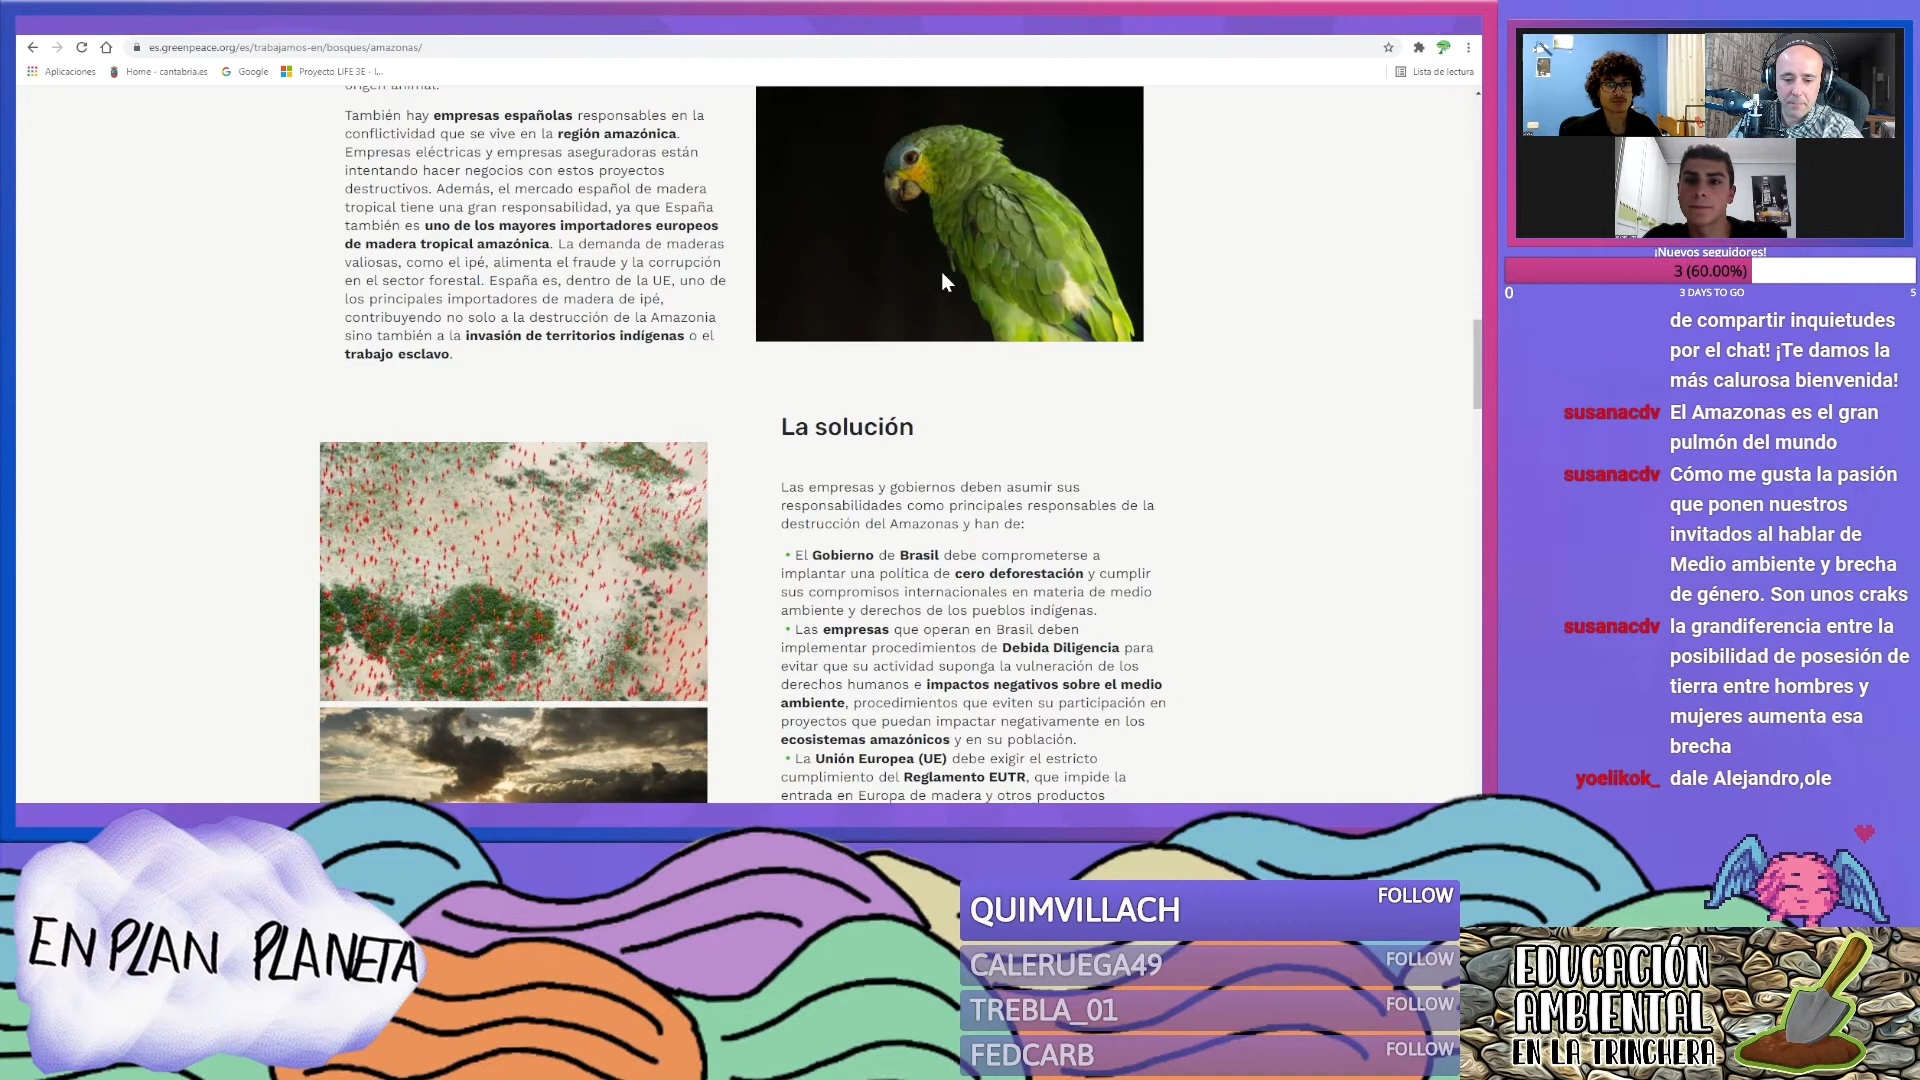 es.greenpeace.org/es/trabajamos-en/bosques/amazonas/
Aplicaciones
Home - cantabria.es
Google
Proyecto LIFE 3E - I...
Lista de lectura
origen animal.
También hay empresas españolas responsables en la
conflictividad que se vive en la región amazónica.
Empresas eléctricas y empresas aseguradoras están
intentando hacer negocios con estos proyectos
destructivos. Además, el mercado español de madera
tropical tiene una gran responsabilidad, ya que España
también es uno de los mayores importadores europeos
de madera tropical amazónica. La demanda de maderas
valiosas, como el ipé, alimenta el fraude y la corrupción
en el sector forestal. España es, dentro de la UE, uno de
los principales importadores de madera de ipé,
contribuyendo no solo a la destrucción de la Amazonia
sino también a la invasión de territorios indígenas o el
trabajo esclavo.
La solución
Las empresas y gobiernos deben asumir sus
responsabilidades como principales responsables de la
destrucción del Amazonas y han de:
• El Gobierno de Brasil debe comprometerse a
implantar una política de cero deforestación y cumplir
sus compromisos internacionales en materia de medio
ambiente y derechos de los pueblos indígenas.
• Las empresas que operan en Brasil deben
implementar procedimientos de Debida Diligencia para
evitar que su actividad suponga la vulneración de los
derechos humanos e impactos negativos sobre el medio
ambiente, procedimientos que eviten su participación en
proyectos que puedan impactar negativamente en los
ecosistemas amazónicos y en su población.
• La Unión Europea (UE) debe exigir el estricto
cumplimiento del Reglamento EUTR, que impide la
entrada en Europa de madera y otros productos
¡Nuevos seguidores!
3 (60.00%)
0
3 DAYS TO GO
5
de compartir inquietudes
por el chat! ¡Te damos la
más calurosa bienvenida!
susanacdv El Amazonas es el gran
pulmón del mundo
susanacdv Cómo me gusta la pasión
que ponen nuestros
invitados al hablar de
Medio ambiente y brecha
de género. Son unos craks
susanacdv la grandiferencia entre la
posibilidad de posesión de
tierra entre hombres y
mujeres aumenta esa
brecha
yoelikok_ dale Alejandro,ole
EN PLAN PLANETA
QUIMVILLACH FOLLOW
CALERUEGA49 FOLLOW
TREBLA_01 FOLLOW
FEDCARB FOLLOW
EDUCACIÓN
AMBIENTAL
EN LA TRINCHERA